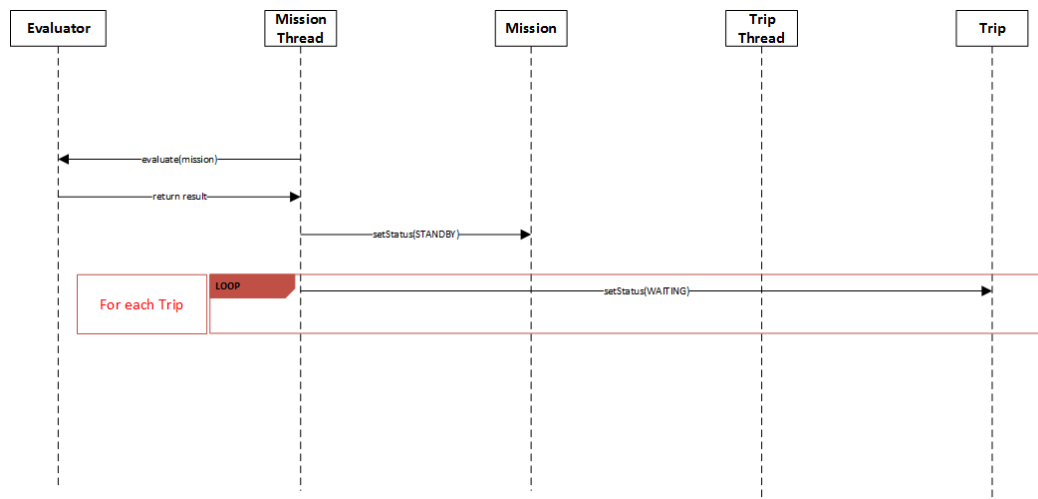 Evaluator
Mission
Thread
Mission
Trip
Thread
Trip
evaluate(mission)
return result
setStatus(STANDBY)
For each Trip
LOOP
setStatus(WAITING)